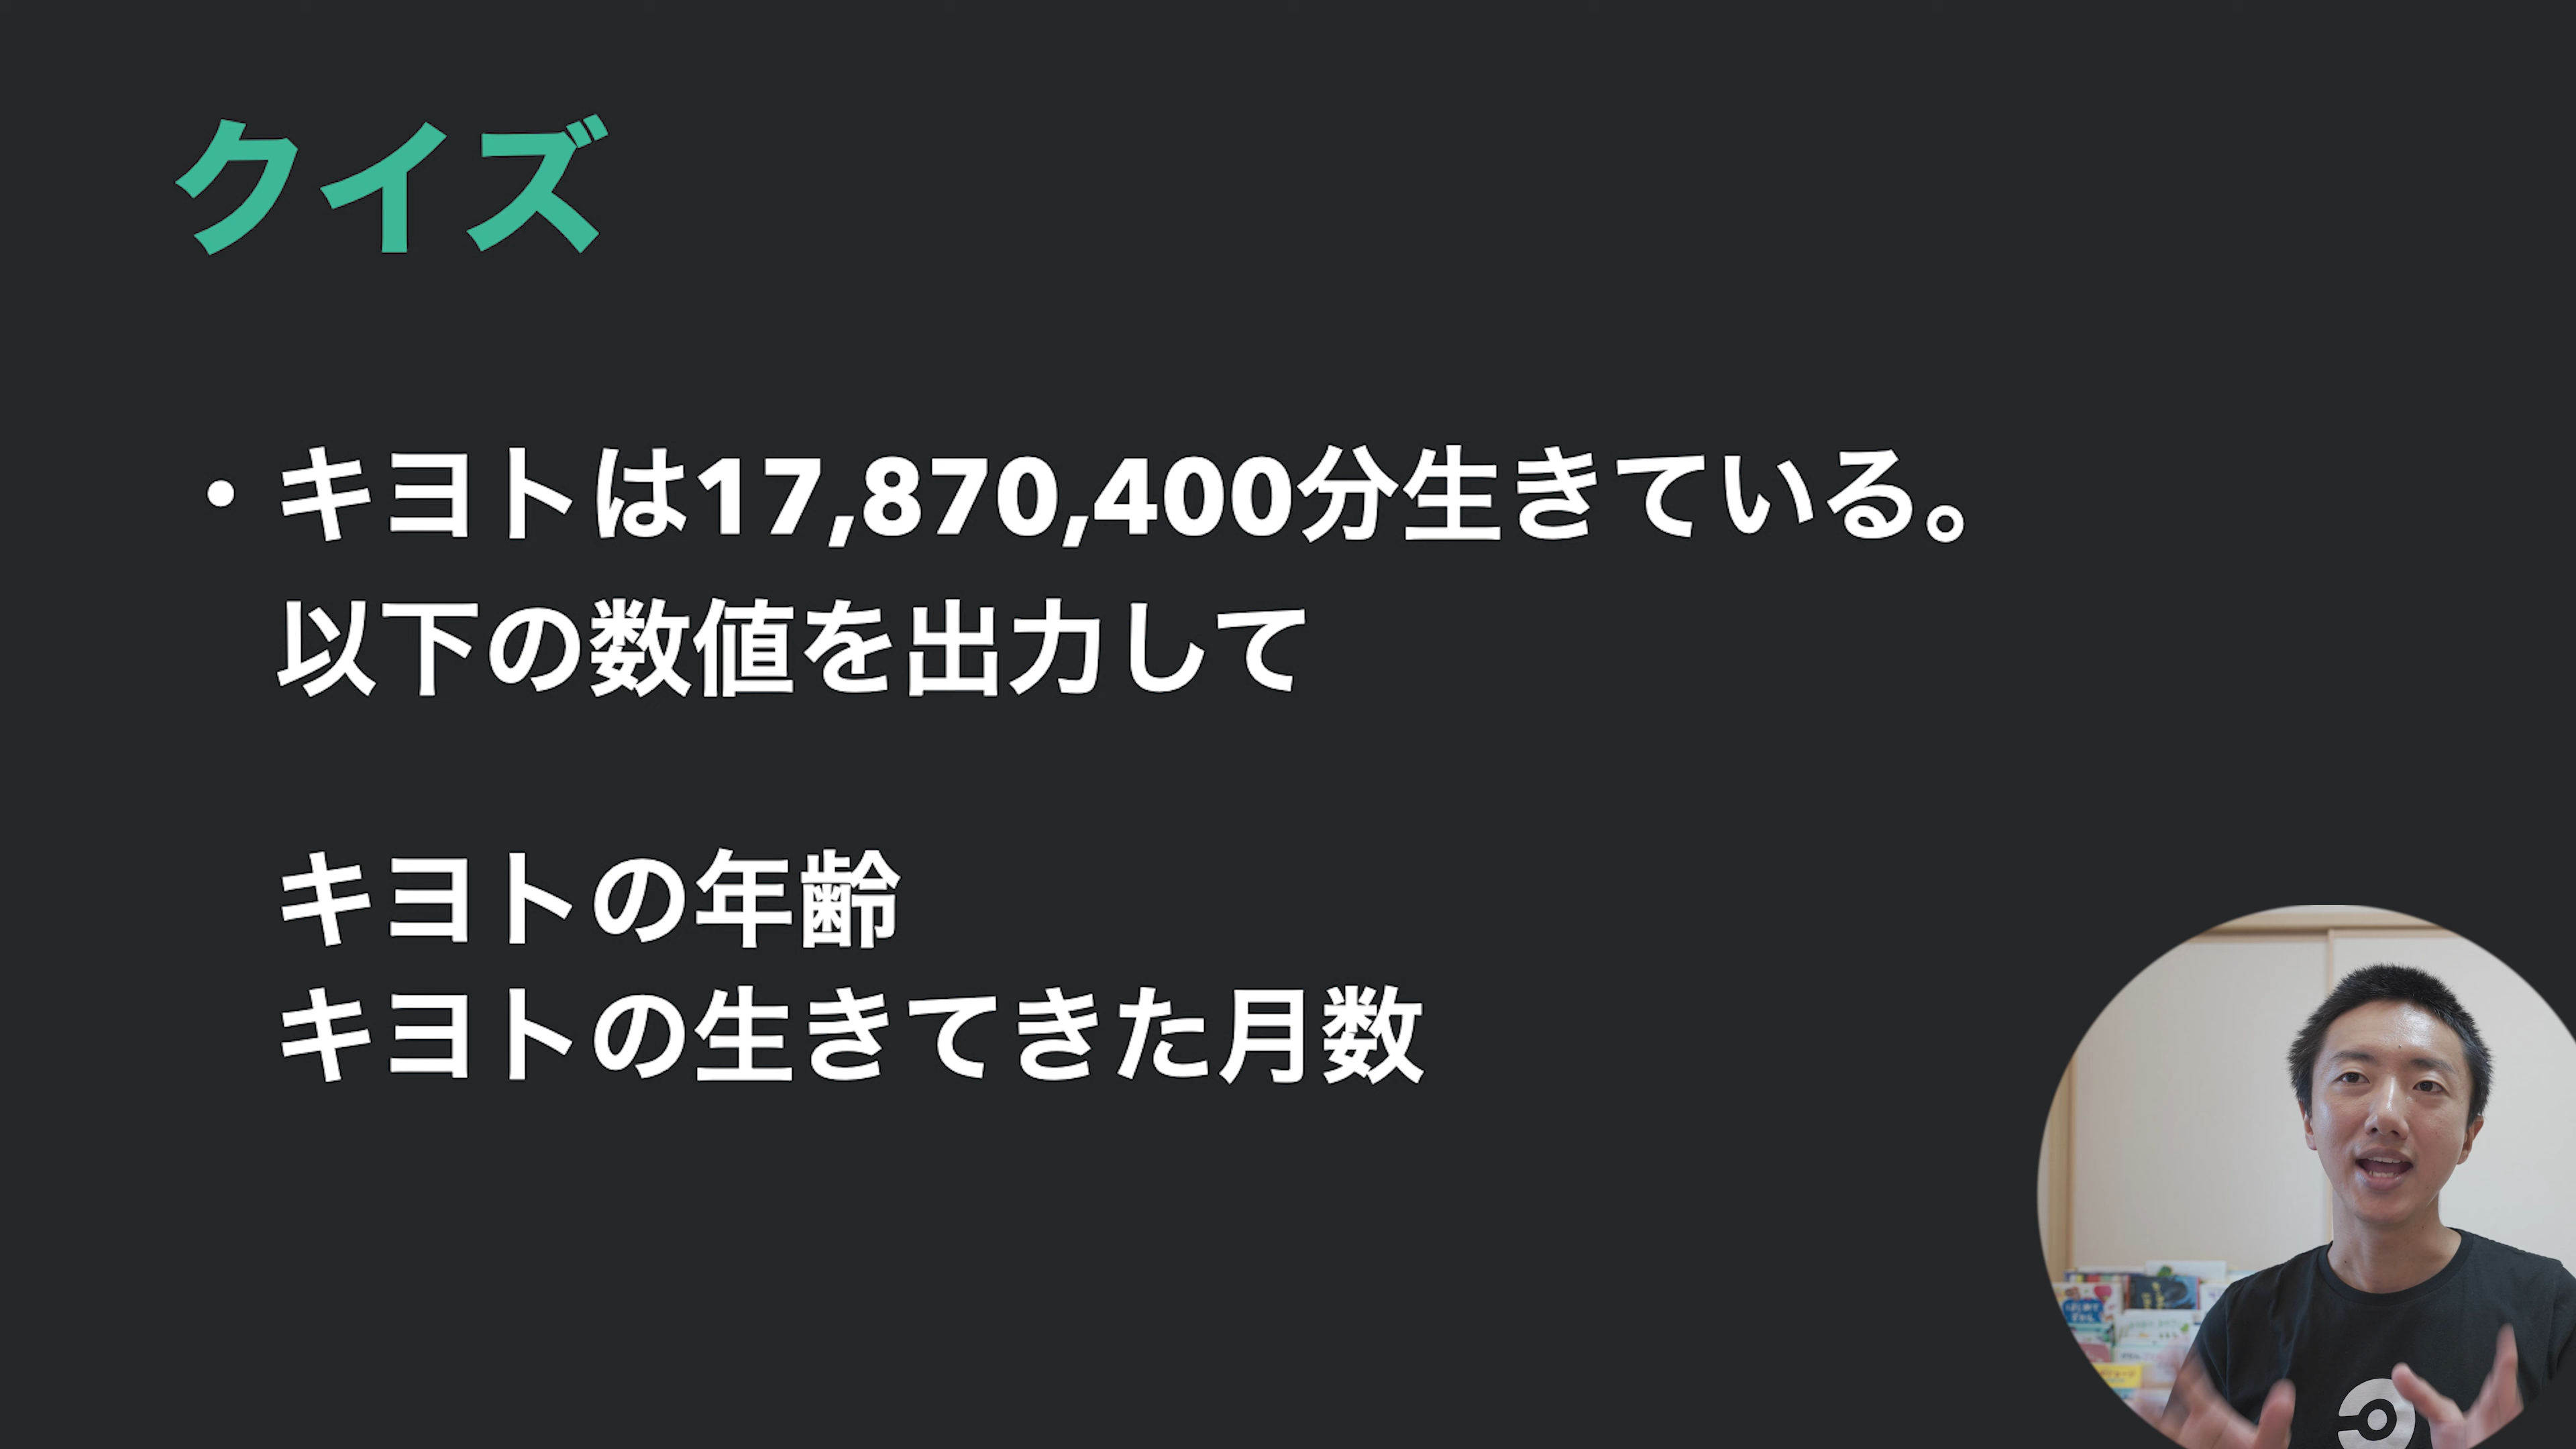 クイズ
・キヨトは17,870,400分生きている。
以下の数値を出力して
キヨトの年齢
キヨトの生きてきた月数